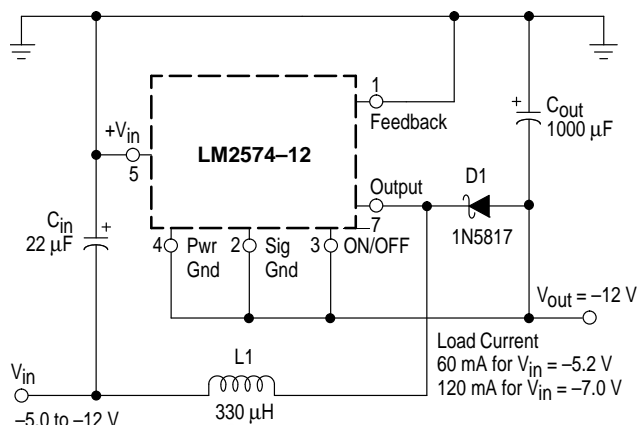 1
Feedback
+Vin
5
LM2574–12
+
Cout
1000 µF
Output
7
D1
1N5817
Cin
22 µF
+
4
Pwr
Gnd
2
Sig
Gnd
3
ON/OFF
Vout = –12 V
Load Current
60 mA for Vin = –5.2 V
120 mA for Vin = –7.0 V
L1
330 µH
Vin
–5.0 to –12 V